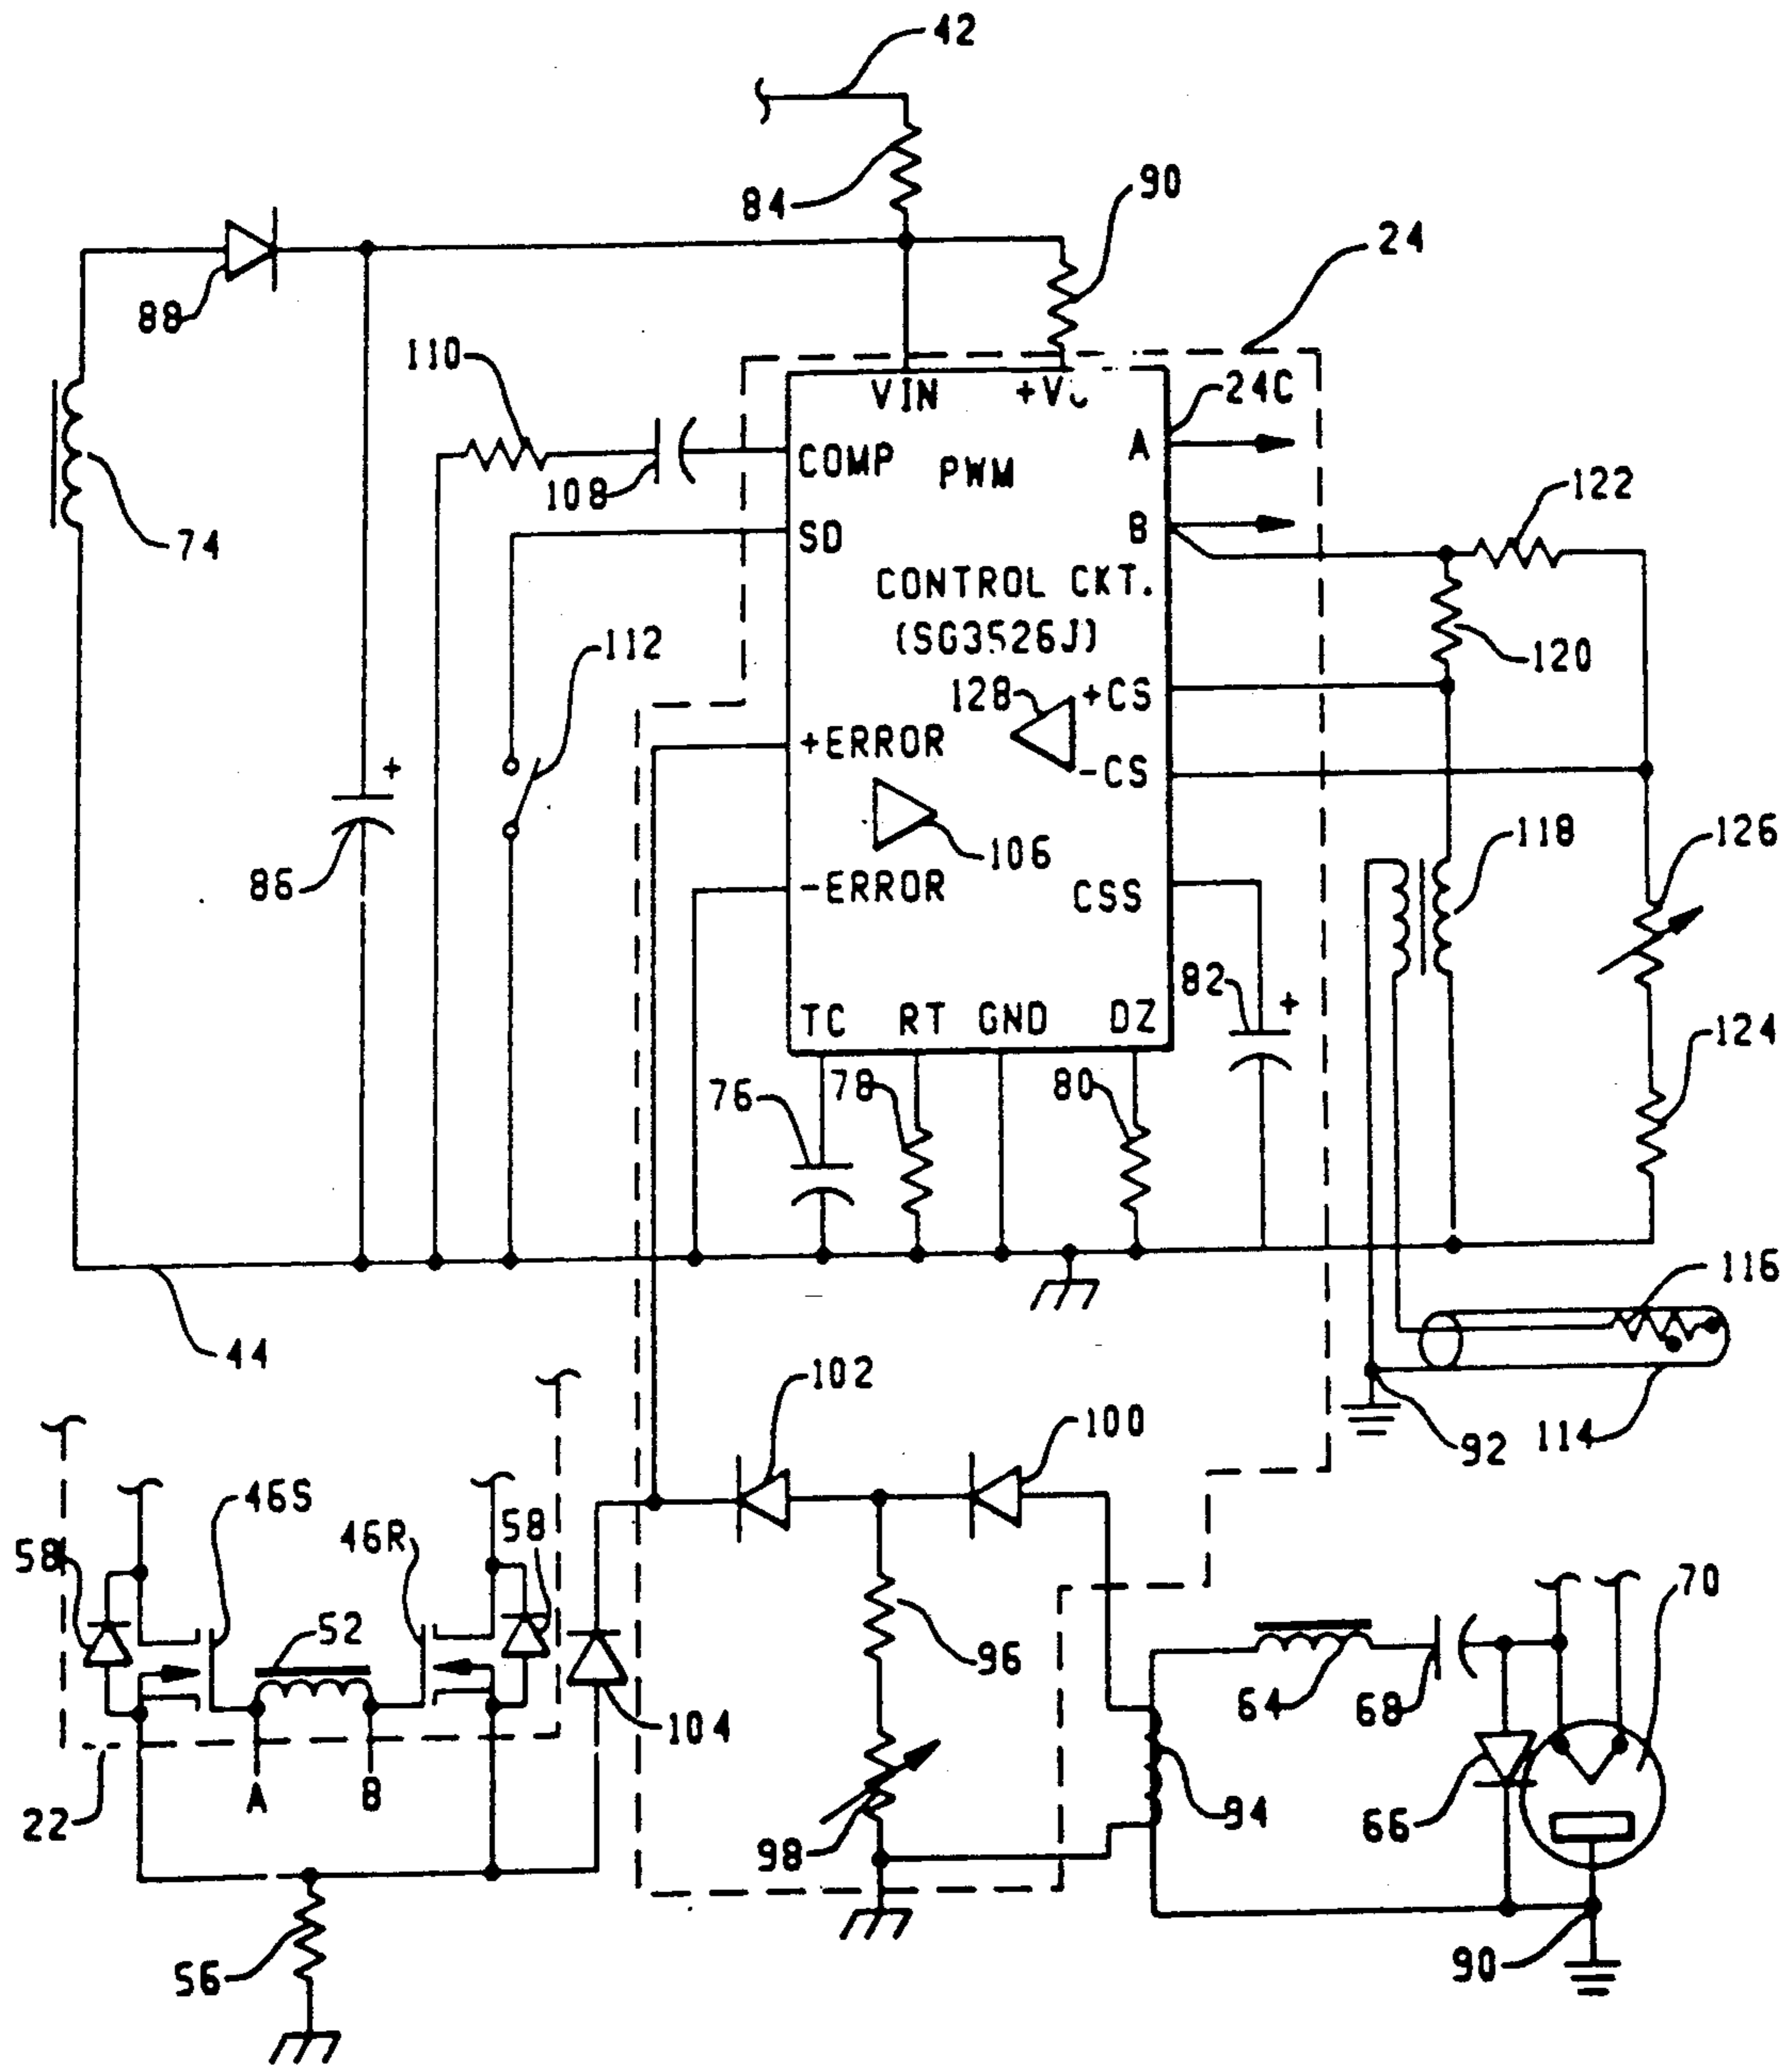 42
84
90
24
88
110
VIN
+VC
24C
COMP
PWM
A
108
122
74
SD
B
CONTROL CKT.
(SG3526J)
112
120
128
+CS
+ERROR
-CS
106
118
126
86
-ERROR
CSS
82
+
+
TC
RT
GND
DZ
124
76
78
80
116
44
102
100
92
114
46S
58
46R
58
70
52
96
64
68
104
A
B
94
66
22
98
56
90